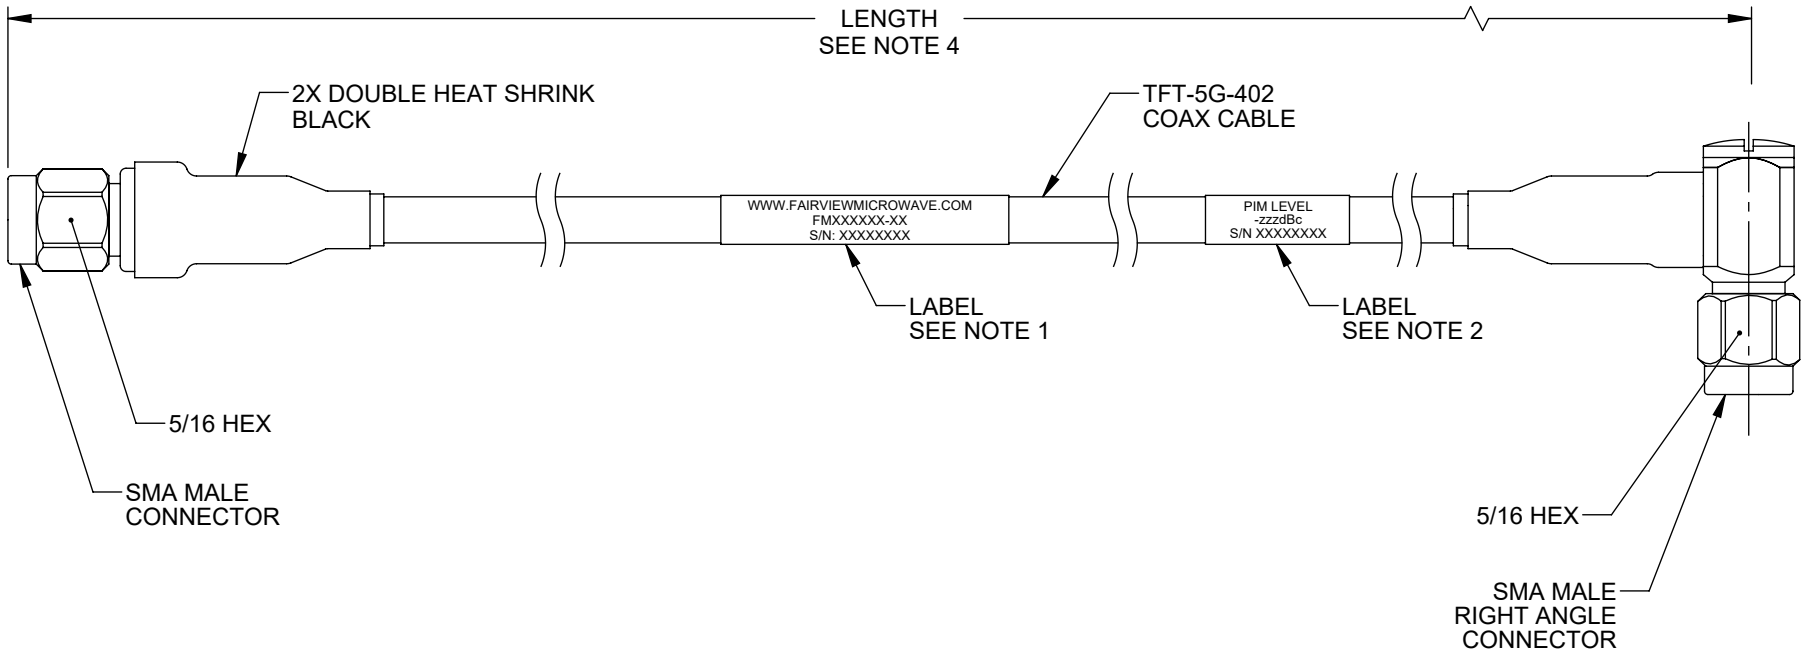 LENGTH
SEE NOTE 4
2X DOUBLE HEAT SHRINK
BLACK
TFT-5G-402
COAX CABLE
WWW.FAIRVIEWMICROWAVE.COM
FMXXXXXX-XX
S/N: XXXXXXXX
PIM LEVEL
-zzzdBc
S/N XXXXXXXX
LABEL
SEE NOTE 1
LABEL
SEE NOTE 2
5/16 HEX
SMA MALE
CONNECTOR
5/16 HEX
SMA MALE
RIGHT ANGLE
CONNECTOR